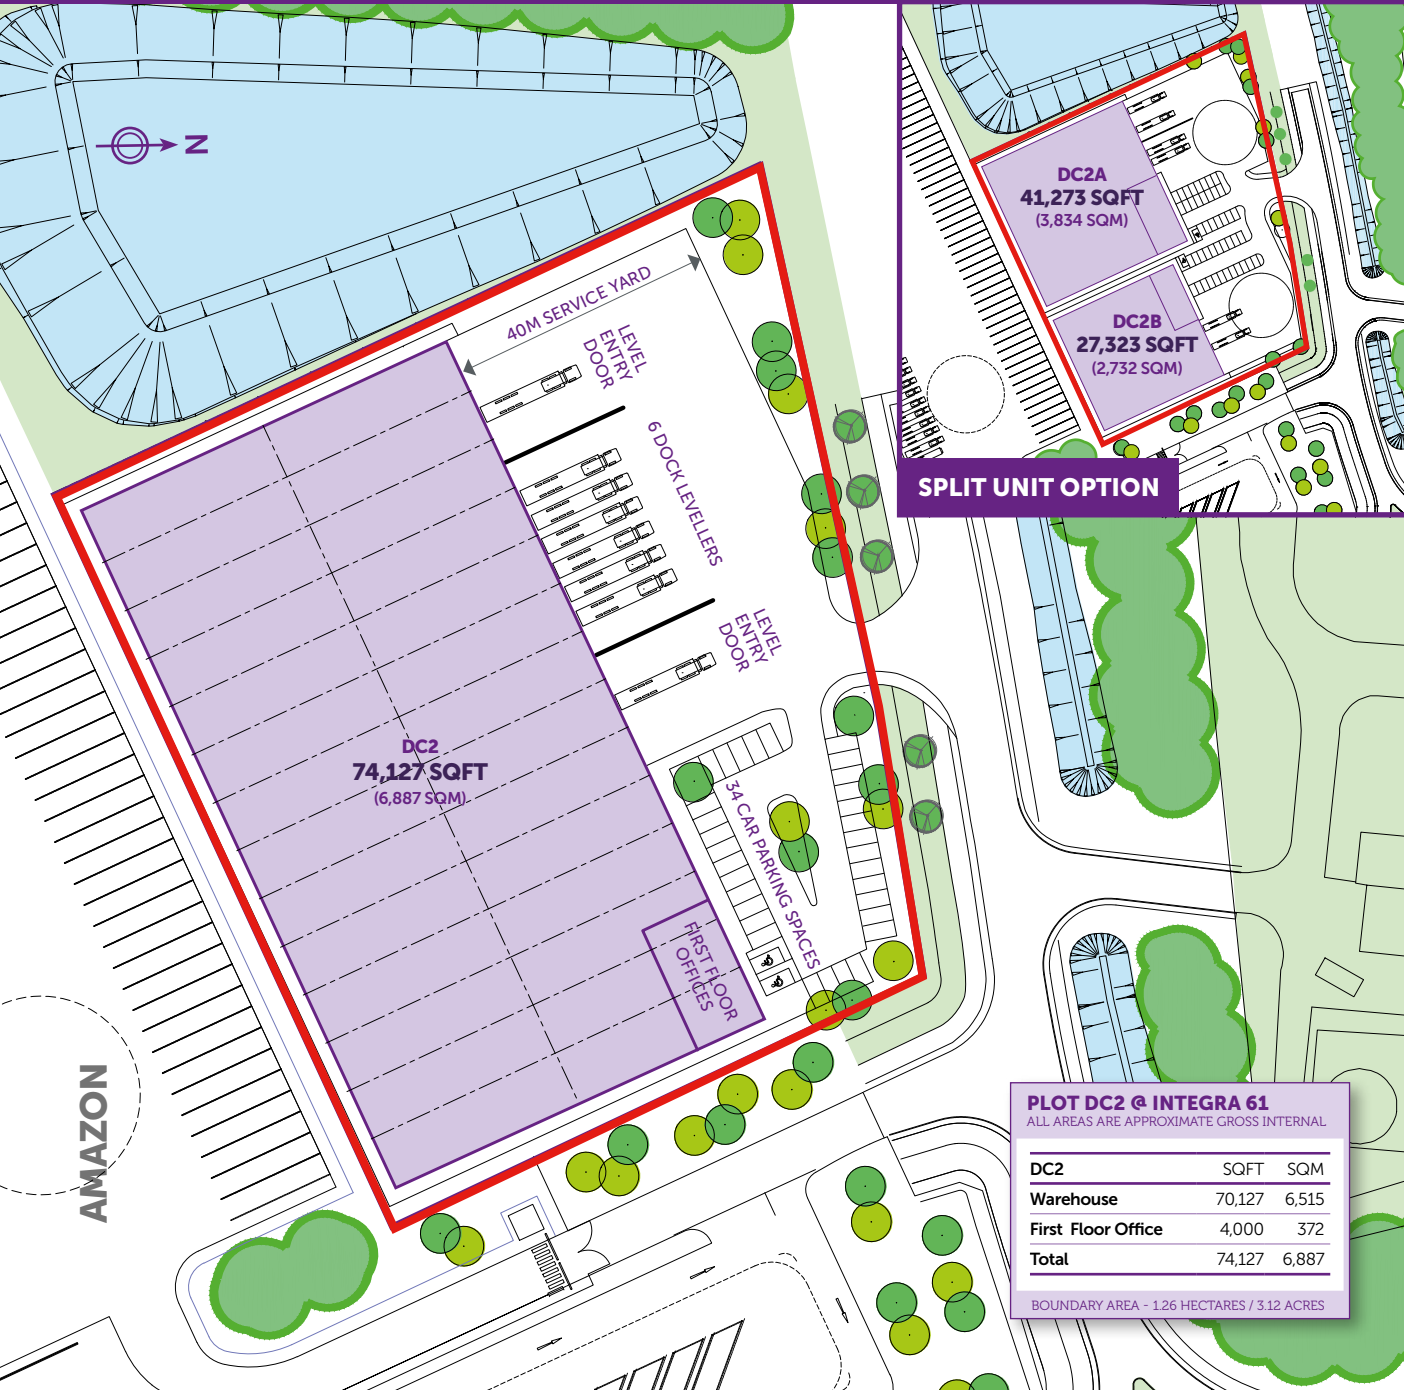 N
40M SERVICE YARD
LEVEL
ENTRY
DOOR
6 DOCK LEVELLERS
LEVEL
ENTRY
DOOR
DC2
74,127 SQFT
(6,887 SQM)
34 CAR PARKING SPACES
FIRST FLOOR
OFFICES
AMAZON
DC2A
41,273 SQFT
(3,834 SQM)
DC2B
27,323 SQFT
(2,732 SQM)
SPLIT UNIT OPTION
PLOT DC2 @ INTEGRA 61
ALL AREAS ARE APPROXIMATE GROSS INTERNAL
DC2 SQFT SQM
Warehouse 70,127 6,515
First Floor Office 4,000 372
Total 74,127 6,887
BOUNDARY AREA - 1.26 HECTARES / 3.12 ACRES